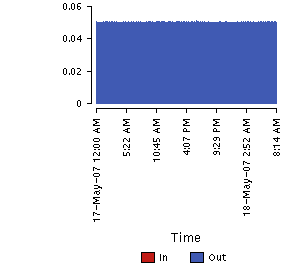 0.06
0.04
0.02
0
17-May-07 12:00 AM
5:22 AM
10:45 AM
4:07 PM
9:29 PM
18-May-07 2:52 AM
8:14 AM
Time
In
Out